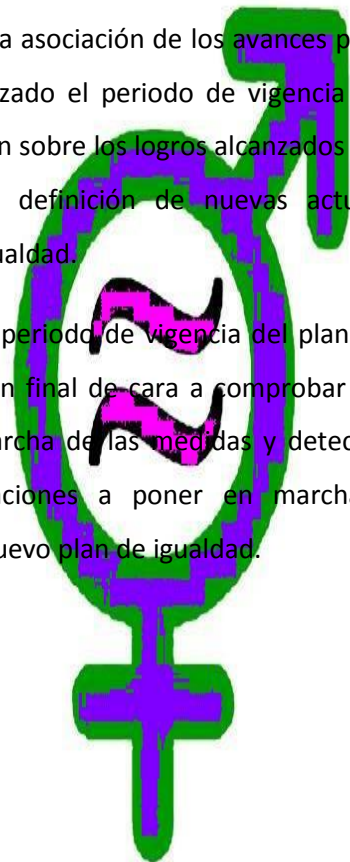 a asociación de los avances p
zado el periodo de vigencia
n sobre los logros alcanzados
definición de nuevas actu
ualdad.
periodo de vigencia del plan
n final de cara a comprobar
archa de las medidas y detec
aciones a poner en marcha
uevo plan de igualdad.